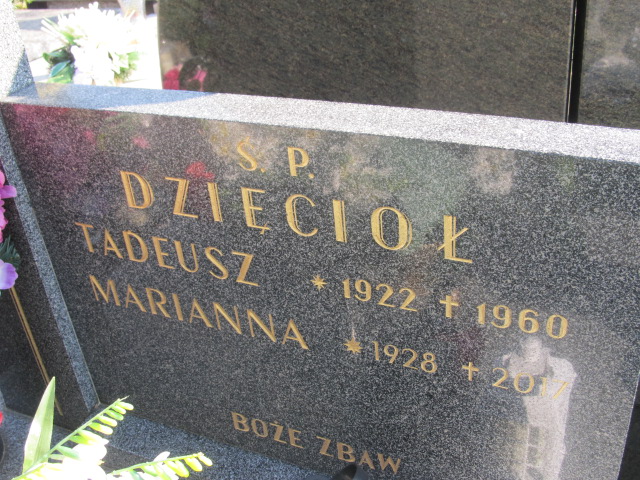 Ś. P.
DZIĘCIOŁ
TADEUSZ * 1922 ✝ 1960
MARIANNA * 1928 ✝ 2017
BOŻE ZBAW